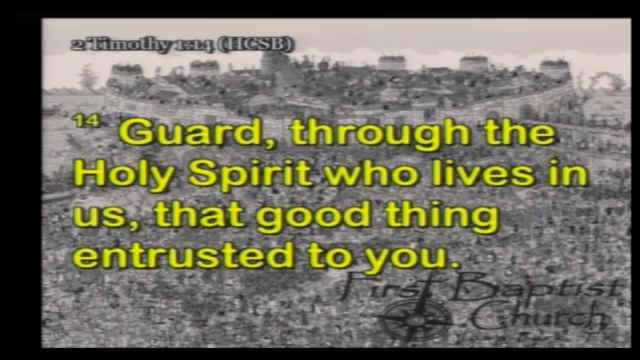 2 Timothy 1:14 (HCSB)
14 Guard, through the
Holy Spirit who lives in
us, that good thing
entrusted to you.
First Baptist
Church